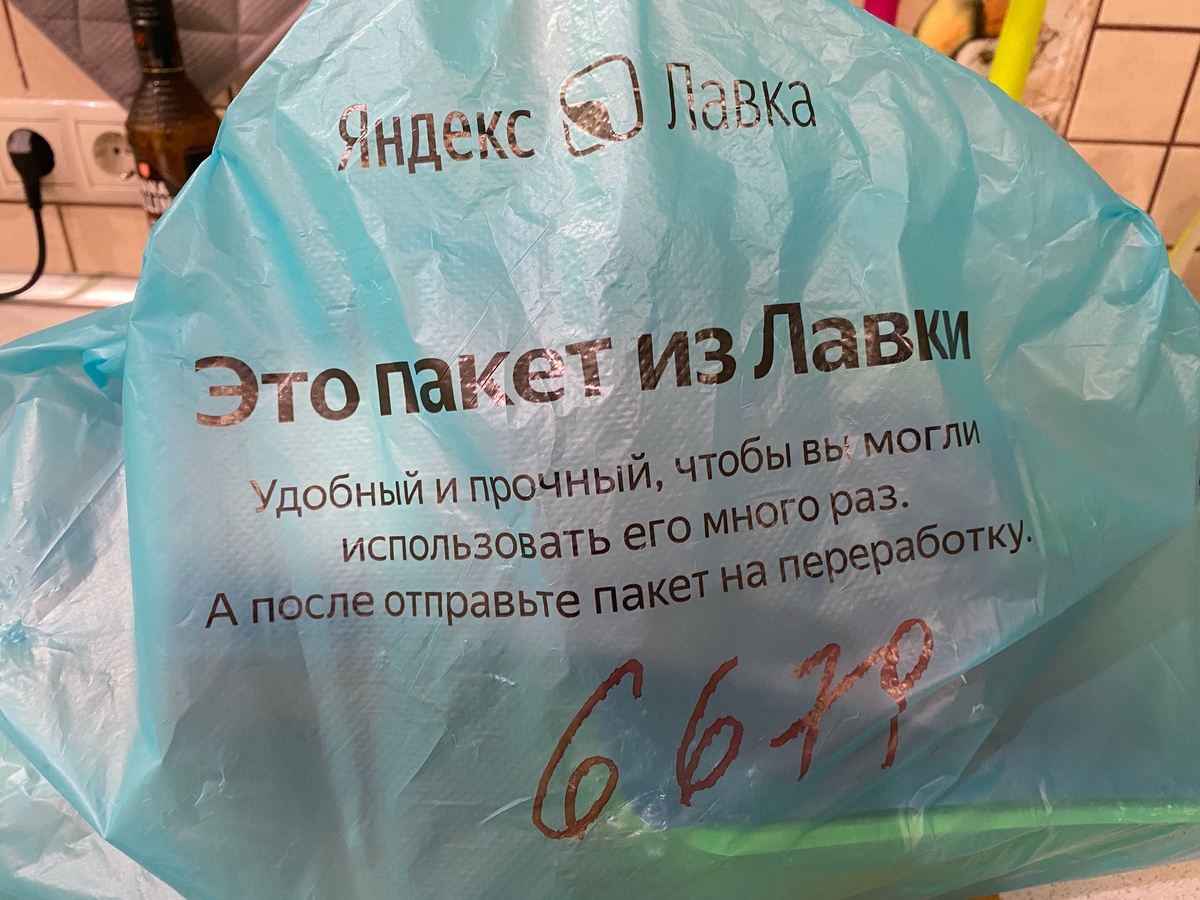 Яндекс Лавка
Это пакет из Лавки
Удобный и прочный, чтобы вы могли
использовать его много раз.
А после отправьте пакет на переработку.
6679